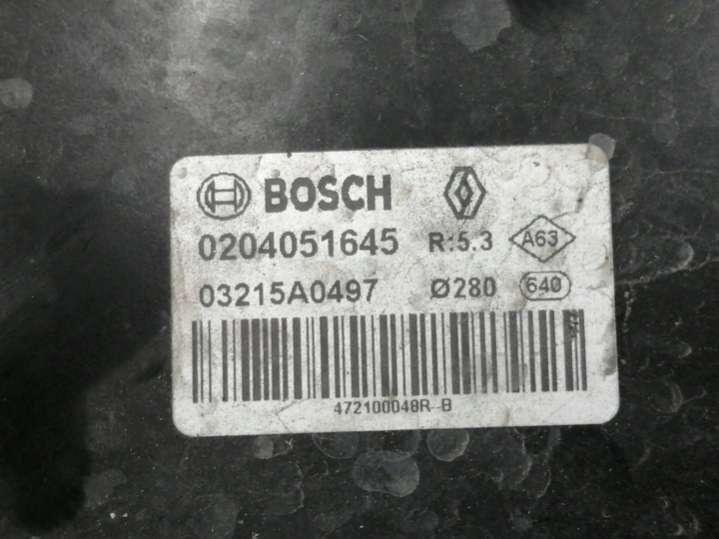 BOSCH
0204051645 R:5.3 A63
03215A0497 Ø280 640
472100048R--B